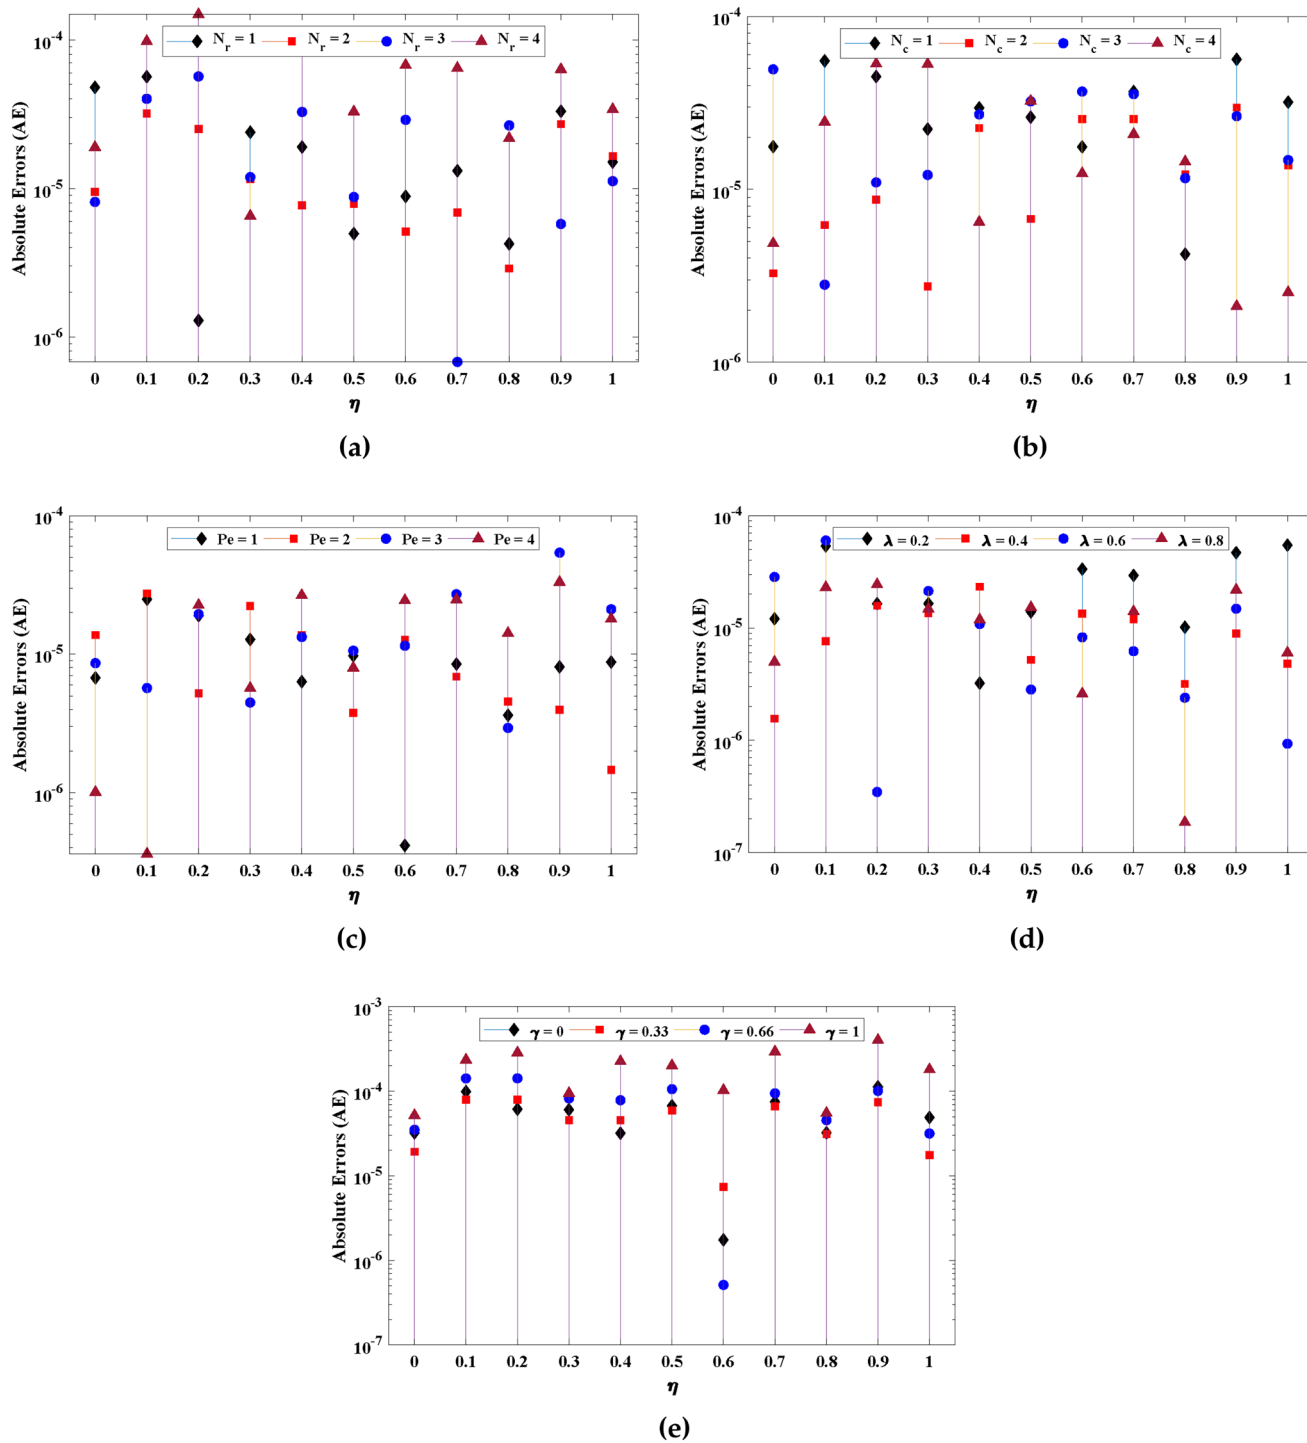 Absolute Errors (AE)
10^-4
10^-5
10^-6
N_r = 1 N_r = 2 N_r = 3 N_r = 4
0 0.1 0.2 0.3 0.4 0.5 0.6 0.7 0.8 0.9 1
η
(a)
Absolute Errors (AE)
10^-4
10^-5
10^-6
N_c = 1 N_c = 2 N_c = 3 N_c = 4
0 0.1 0.2 0.3 0.4 0.5 0.6 0.7 0.8 0.9 1
η
(b)
Absolute Errors (AE)
10^-4
10^-5
10^-6
Pe = 1 Pe = 2 Pe = 3 Pe = 4
0 0.1 0.2 0.3 0.4 0.5 0.6 0.7 0.8 0.9 1
η
(c)
Absolute Errors (AE)
10^-4
10^-5
10^-6
10^-7
λ = 0.2 λ = 0.4 λ = 0.6 λ = 0.8
0 0.1 0.2 0.3 0.4 0.5 0.6 0.7 0.8 0.9 1
η
(d)
Absolute Errors (AE)
10^-3
10^-4
10^-5
10^-6
10^-7
γ = 0 γ = 0.33 γ = 0.66 γ = 1
0 0.1 0.2 0.3 0.4 0.5 0.6 0.7 0.8 0.9 1
η
(e)